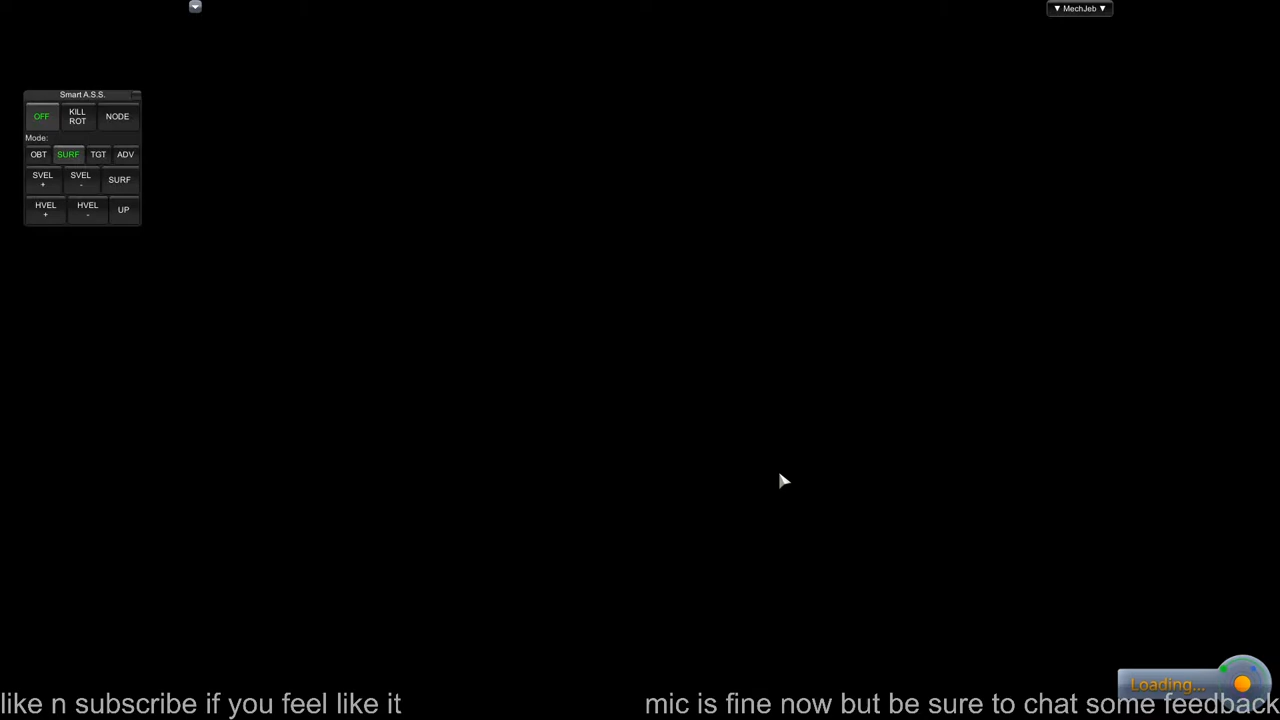 ▼ MechJeb ▼
Smart A.S.S.
OFF KILL ROT NODE
Mode:
OBT SURF TGT ADV
SVEL + SVEL - SURF
HVEL + HVEL - UP
Loading...
like n subscribe if you feel like it mic is fine now but be sure to chat some feedback